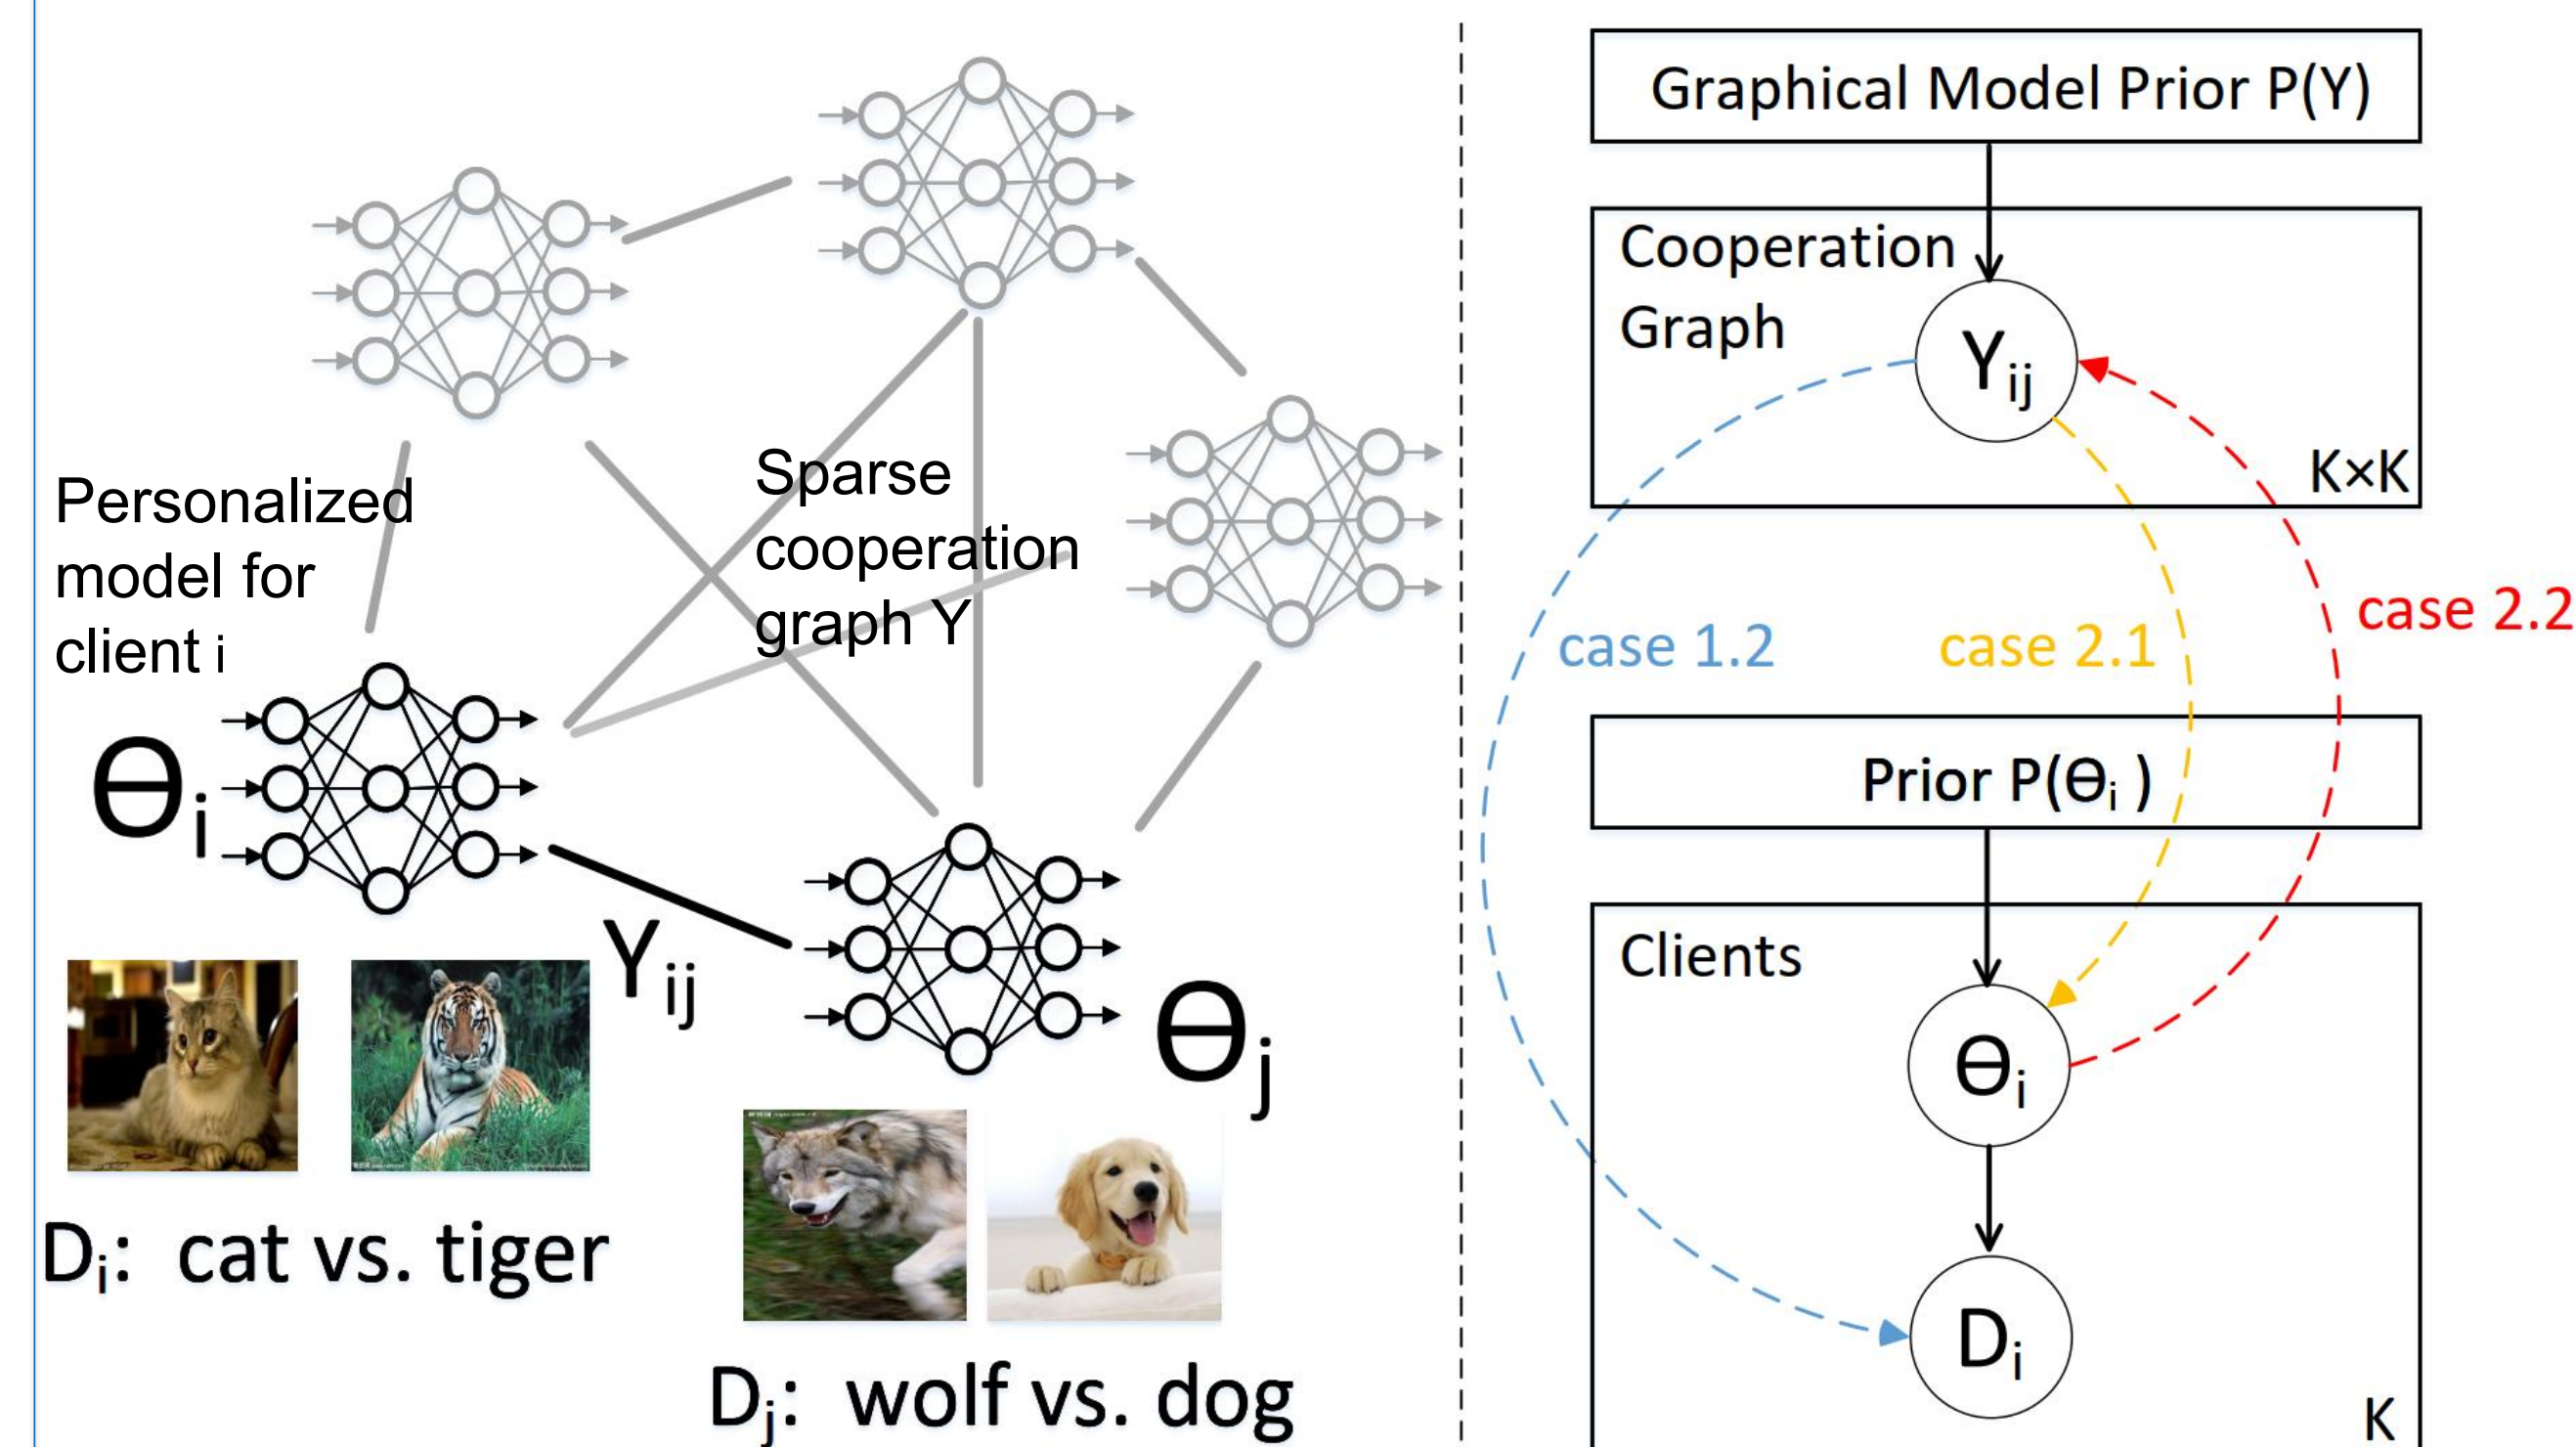 Personalized
model for
client i
Sparse
cooperation
graph Y
Θi
Yij
Θj
Di: cat vs. tiger
Dj: wolf vs. dog
Graphical Model Prior P(Y)
Cooperation
Graph
Yij
K×K
case 1.2
case 2.1
case 2.2
Prior P(Θi )
Clients
Θi
Di
K